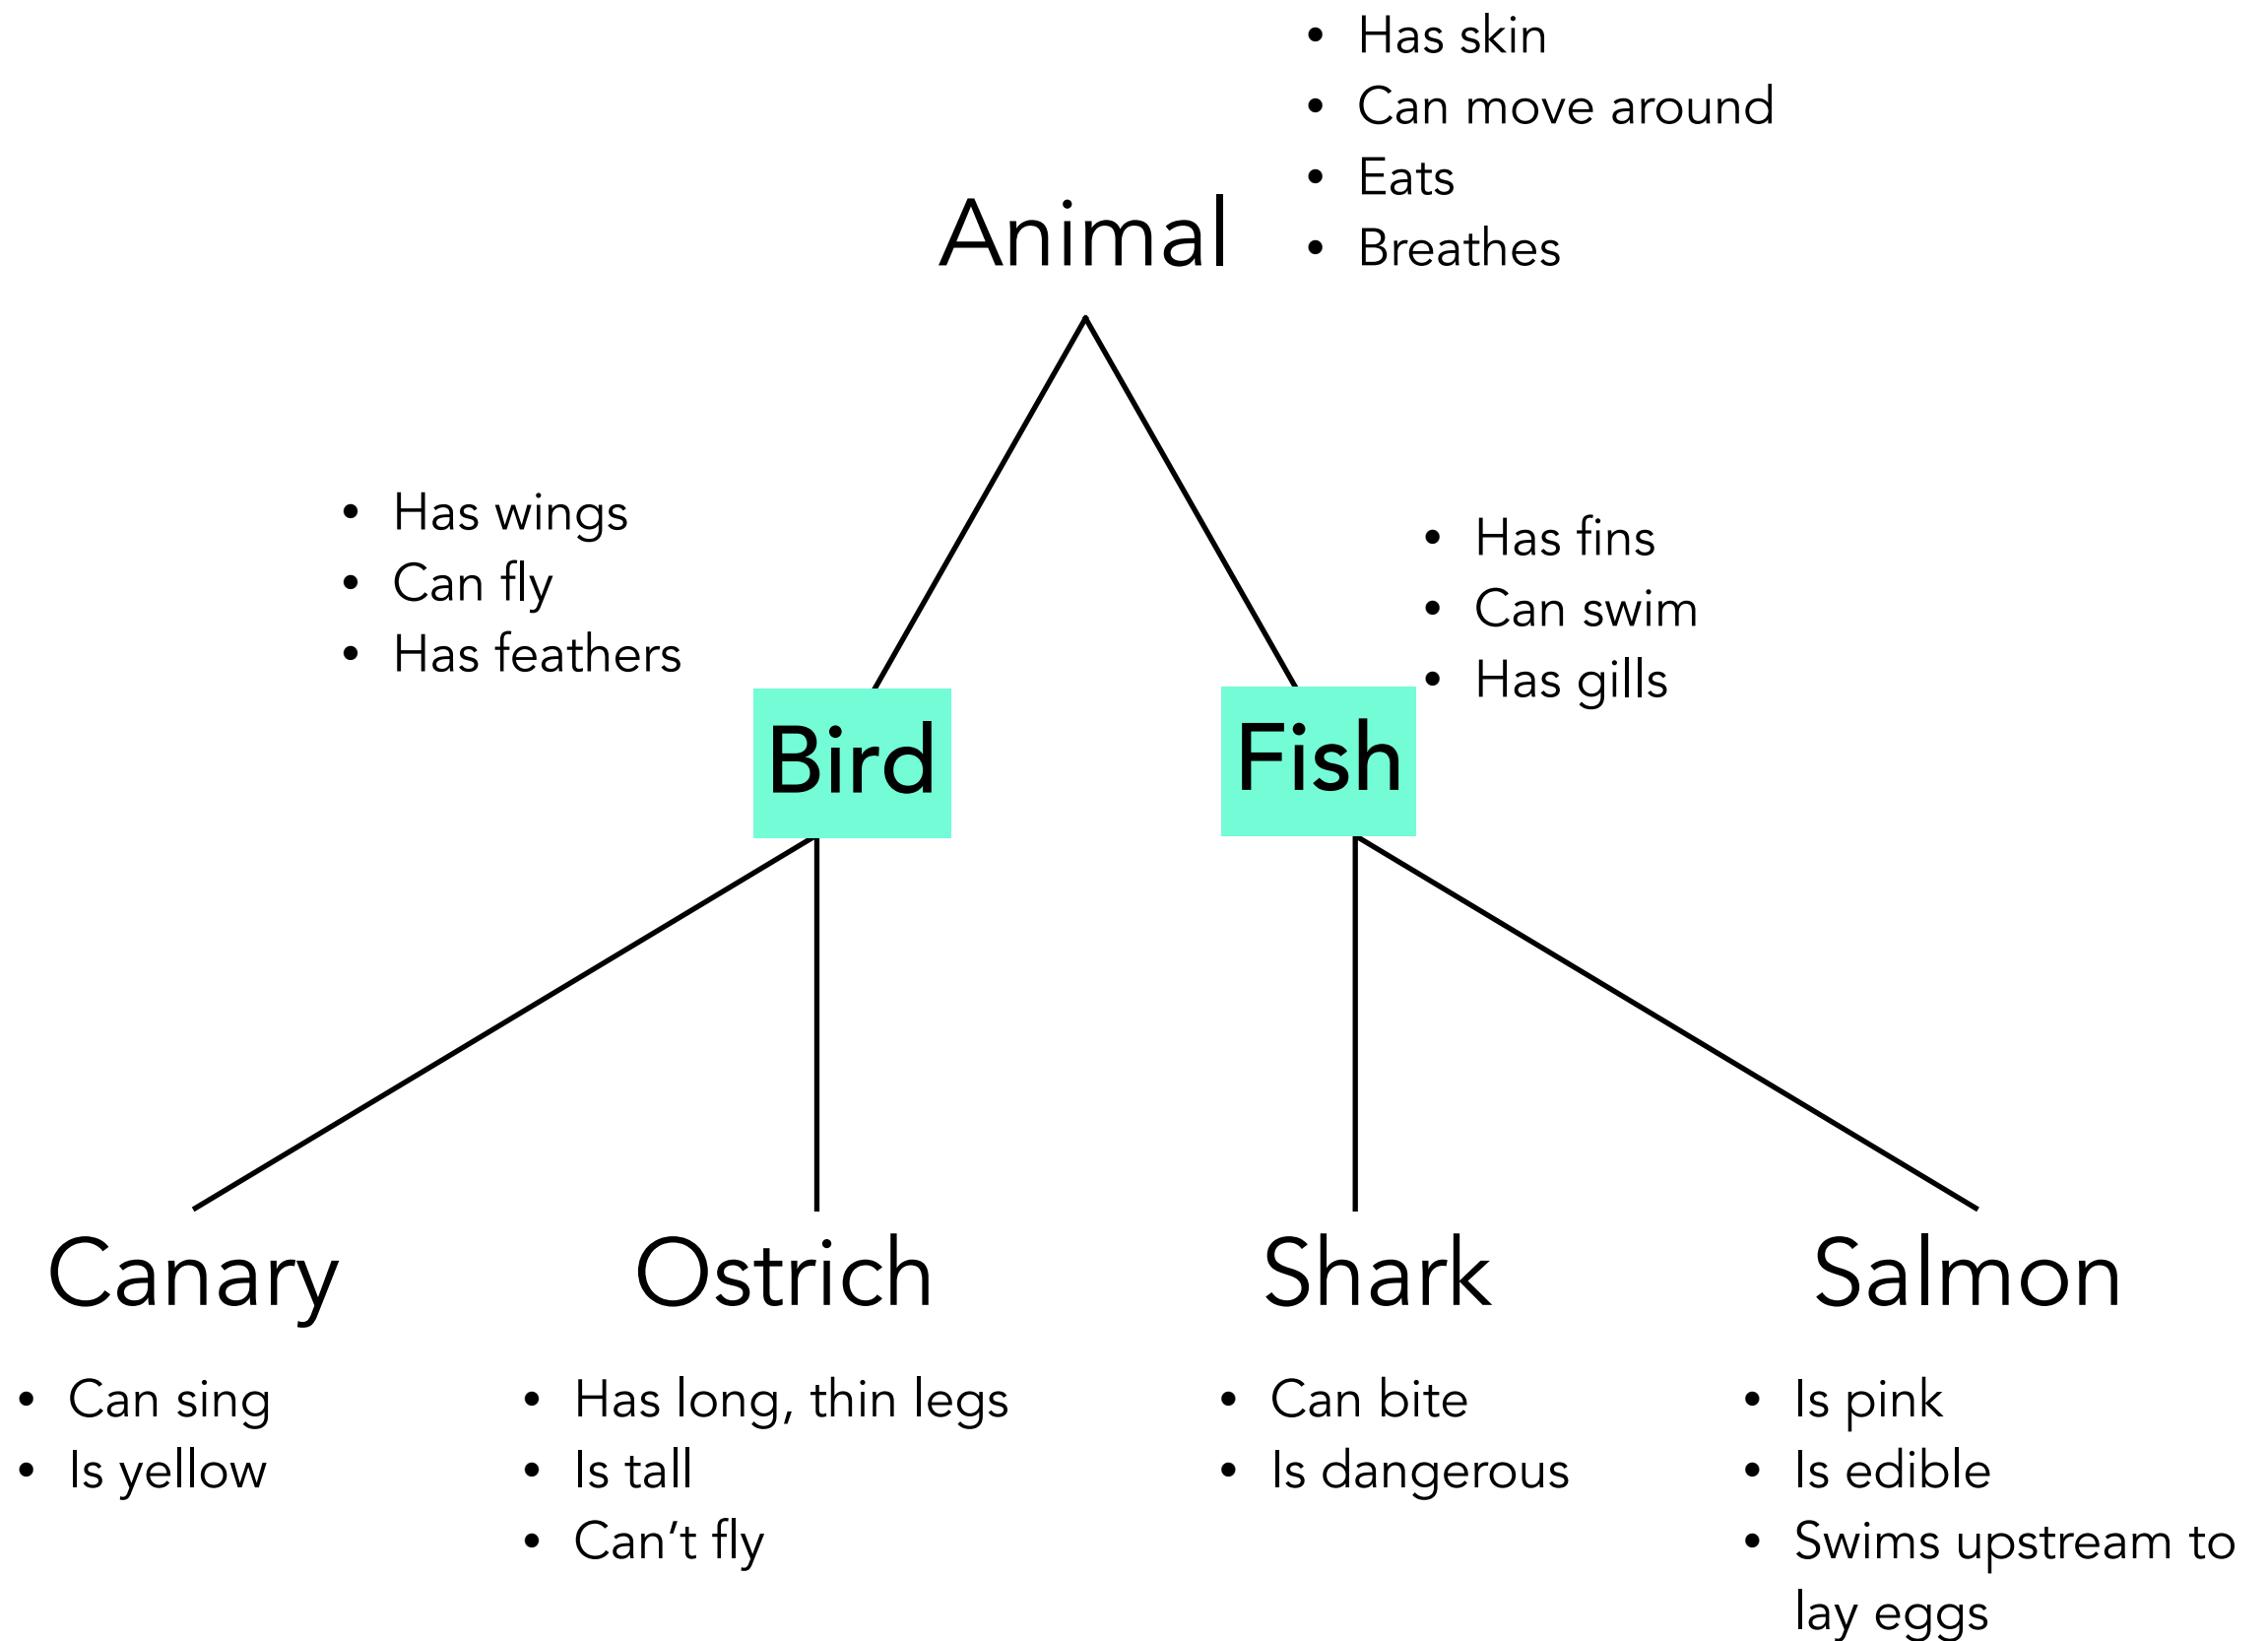 • Has skin
• Can move around
• Eats
• Breathes
Animal
• Has wings
• Can fly
• Has feathers
• Has fins
• Can swim
• Has gills
Bird
Fish
Canary
Ostrich
Shark
Salmon
• Can sing
• Is yellow
• Has long, thin legs
• Is tall
• Can’t fly
• Can bite
• Is dangerous
• Is pink
• Is edible
• Swims upstream to
lay eggs